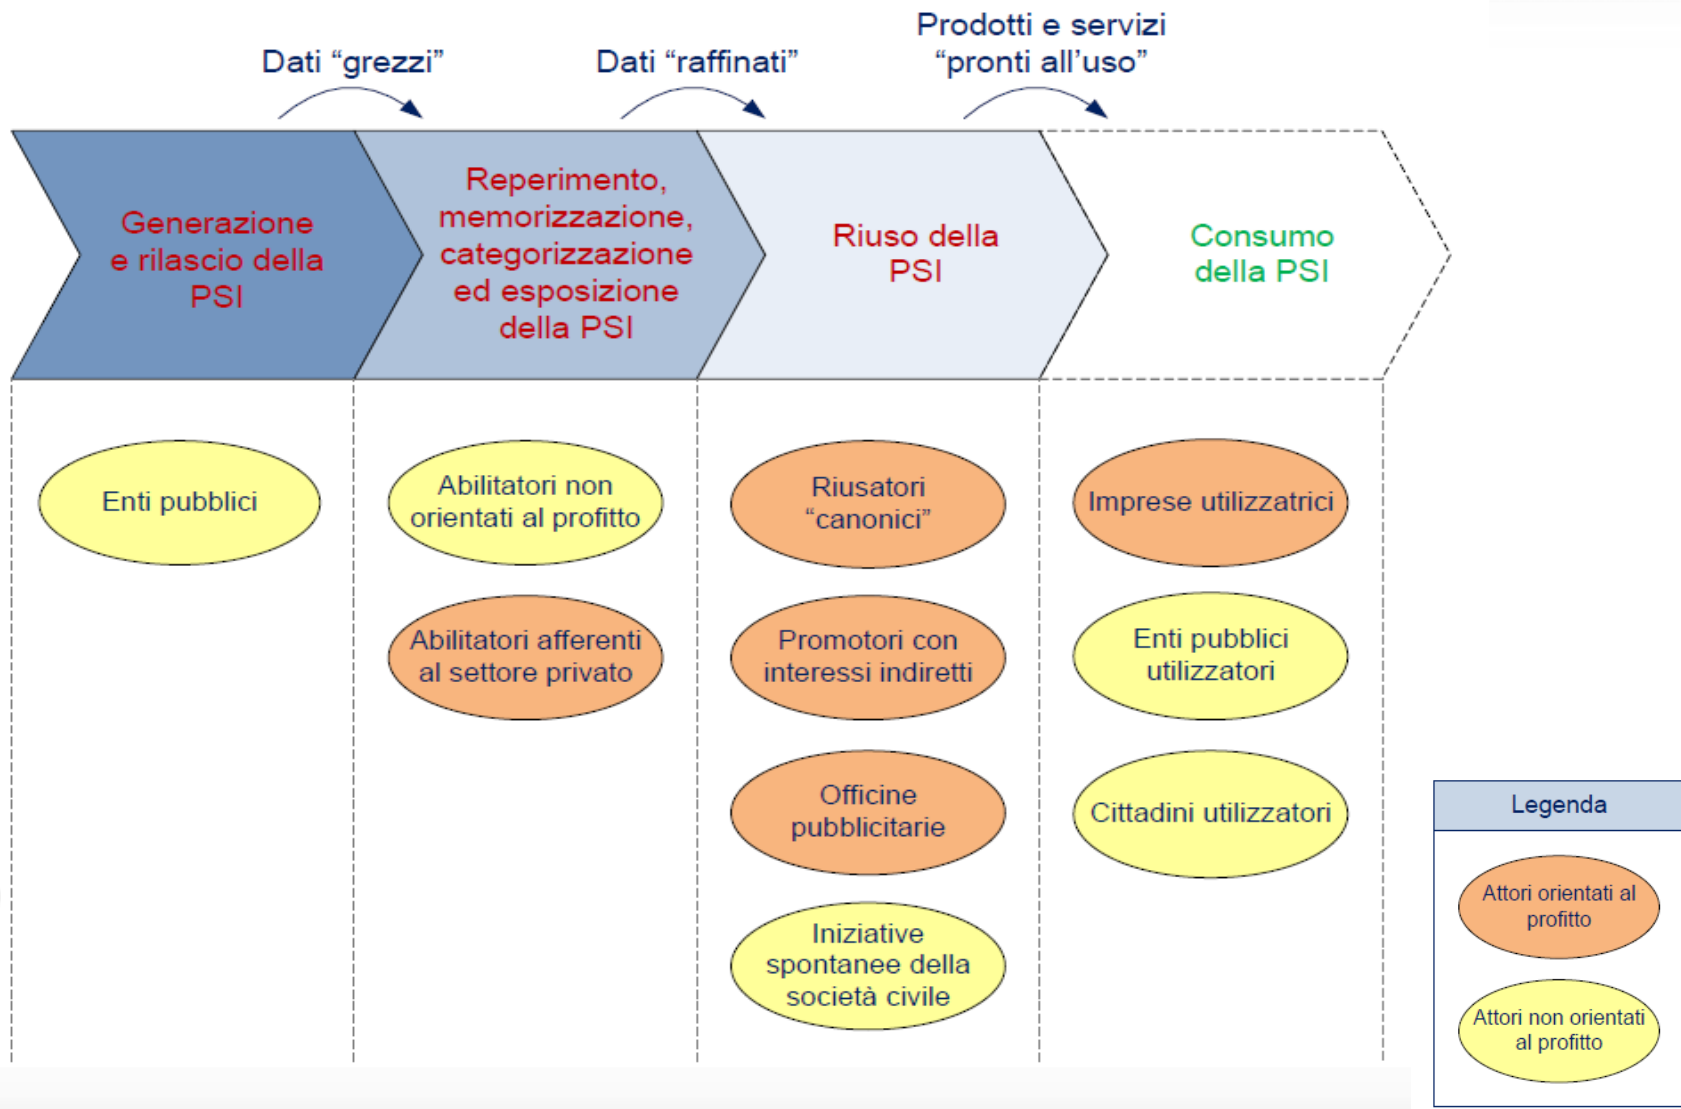 Dati “grezzi”
Dati “raffinati”
Prodotti e servizi
“pronti all’uso”
Generazione
e rilascio della
PSI
Reperimento,
memorizzazione,
categorizzazione
ed esposizione
della PSI
Riuso della
PSI
Consumo
della PSI
Enti pubblici
Abilitatori non
orientati al profitto
Abilitatori afferenti
al settore privato
Riusatori
“canonici”
Promotori con
interessi indiretti
Officine
pubblicitarie
Iniziative
spontanee della
società civile
Imprese utilizzatrici
Enti pubblici
utilizzatori
Cittadini utilizzatori
Legenda
Attori orientati al
profitto
Attori non orientati
al profitto